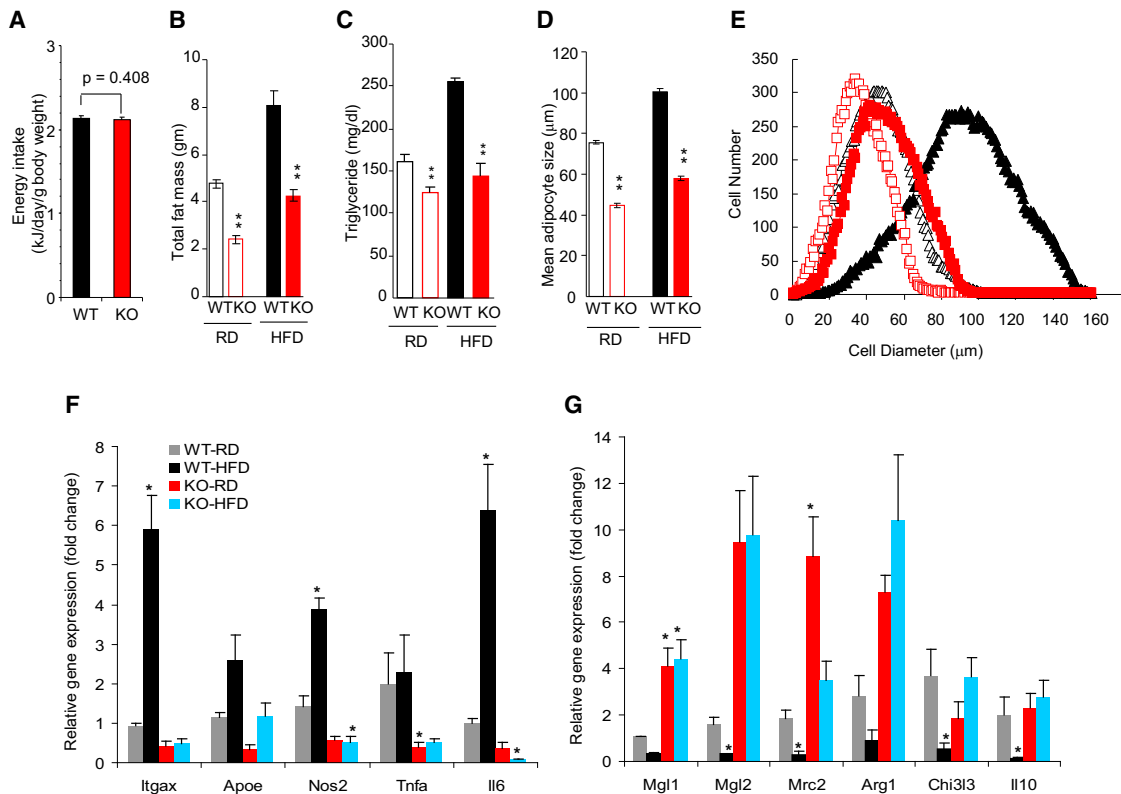 A
Energy intake
(kJ/day/g body weight)
3
2
1
0
p = 0.408
WT KO
B
Total fat mass (gm)
10
8
6
4
2
0
**
**
WT KO WT KO
RD HFD
C
Triglyceride (mg/dl)
300
250
200
150
100
50
0
**
**
WT KO WT KO
RD HFD
D
Mean adipocyte size (μm)
120
100
80
60
40
20
0
**
**
WT KO WT KO
RD HFD
E
Cell Number
400
350
300
250
200
150
100
50
0
0 20 40 60 80 100 120 140 160
Cell Diameter (μm)
F
Relative gene expression (fold change)
8
7
6
5
4
3
2
1
0
WT-RD
WT-HFD
KO-RD
KO-HFD
* * * * * *
Itgax Apoe Nos2 Tnfa Il6
G
Relative gene expression (fold change)
14
12
10
8
6
4
2
0
* * * * * * *
Mgl1 Mgl2 Mrc2 Arg1 Chi3l3 Il10